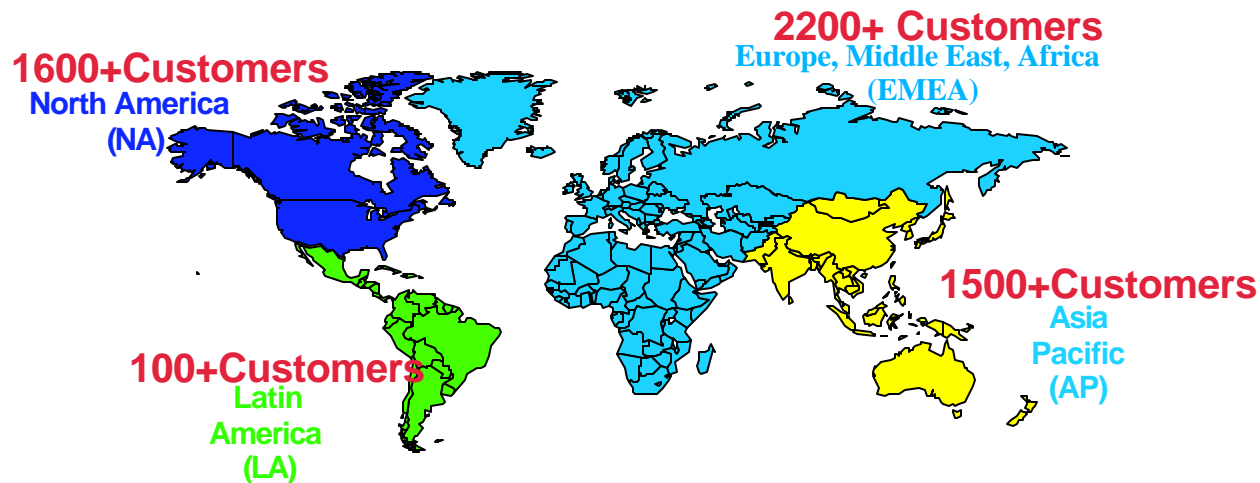 2200+ Customers
Europe, Middle East, Africa
(EMEA)
1600+Customers
North America
(NA)
1500+Customers
Asia
Pacific
(AP)
100+Customers
Latin
America
(LA)